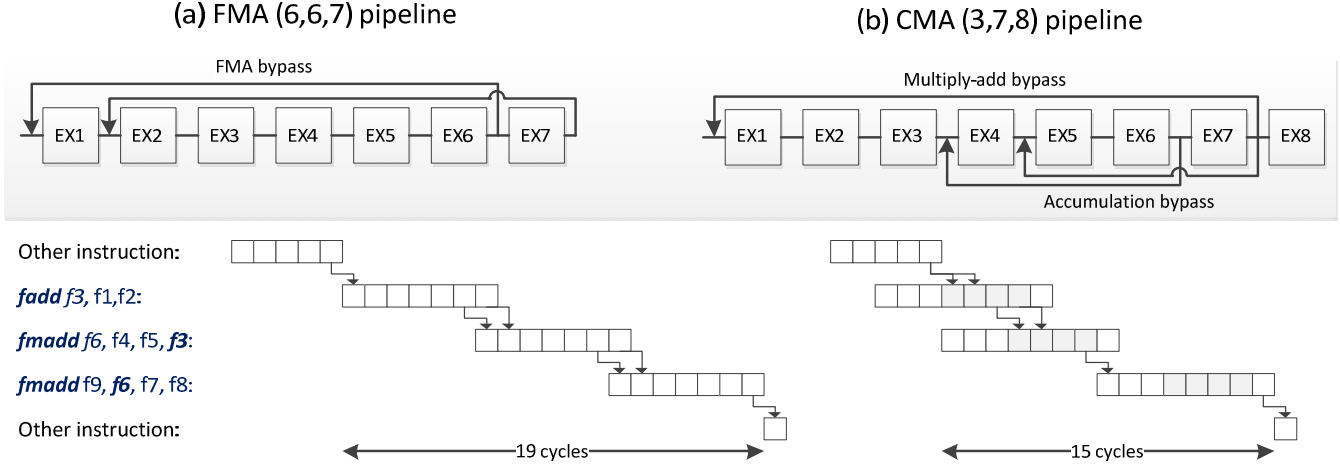 (a) FMA (6,6,7) pipeline
(b) CMA (3,7,8) pipeline
FMA bypass
EX1 EX2 EX3 EX4 EX5 EX6 EX7
Multiply-add bypass
EX1 EX2 EX3 EX4 EX5 EX6 EX7 EX8
Accumulation bypass
Other instruction:
fadd f3, f1,f2:
fmadd f6, f4, f5, f3:
fmadd f9, f6, f7, f8:
Other instruction:
19 cycles
15 cycles